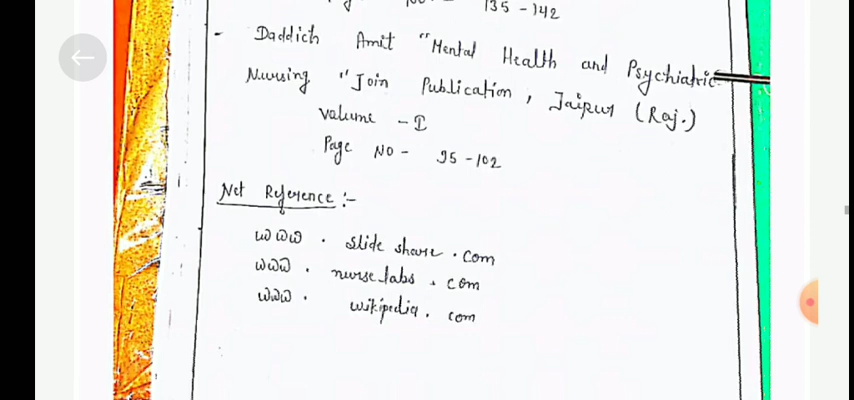 135 - 142
- Daddich Amit "Mental Health and Psychiatric
Nursing " Join Publication , Jaipur (Raj.)
Volume - I
Page No - 95 - 102
Net Reference :-
www . slide share . com
www . nurse labs . com
www . wikipedia . com